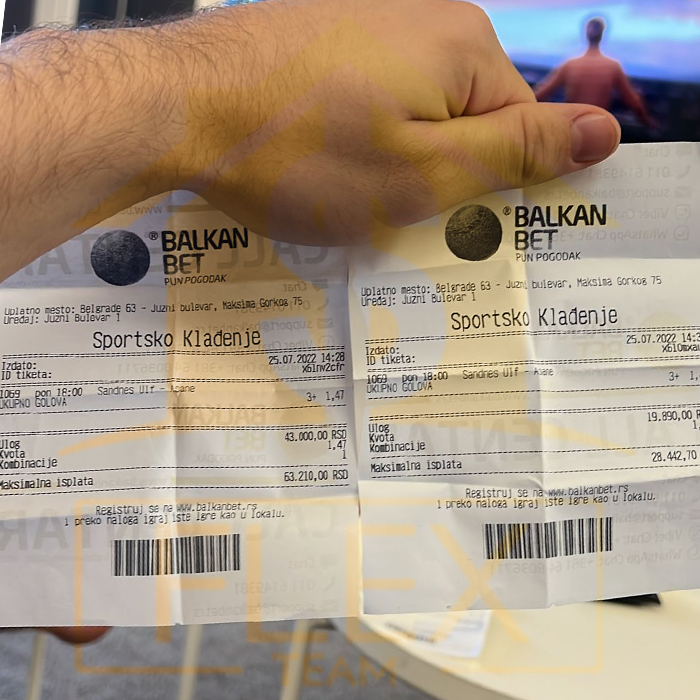 ® BALKAN
BET
PUN POGODAK
Uplatno mesto: Belgrade 63 - Juzni bulevar, Maksima Gorkog 75
Uređaj: Juzni Bulevar 1
Sportsko Klađenje
Izdato: 25.07.2022 14:28
ID tiketa: x6lnv2cfr
1069 pon 18:00 Sandnes Ulf -
UKUPNO GOLOVA 3+ 1,47
Ulog 43.000,00 RSD
Kvota 1,47
Kombinacije 1
Maksimalna isplata 63.210,00 RSD
Registruj se na www.balkanbet.rs
i preko naloga igraj iste igre kao u lokalu.
® BALKAN
BET
PUN POGODAK
Uplatno mesto: Belgrade 63 - Juzni bulevar, Maksima Gorkog 75
Uređaj: Juzni Bulevar 1
Sportsko Klađenje
Izdato: 25.07.2022
ID tiketa:
1069 pon 18:00 Sandnes Ulf -
UKUPNO GOLOVA 3+
Ulog 19.890,00
Kvota
Kombinacije
Maksimalna isplata 28.442,70
Registruj se na www.balkanbet.rs
i preko naloga igraj iste igre kao u lokalu.
FLEX
TEAM